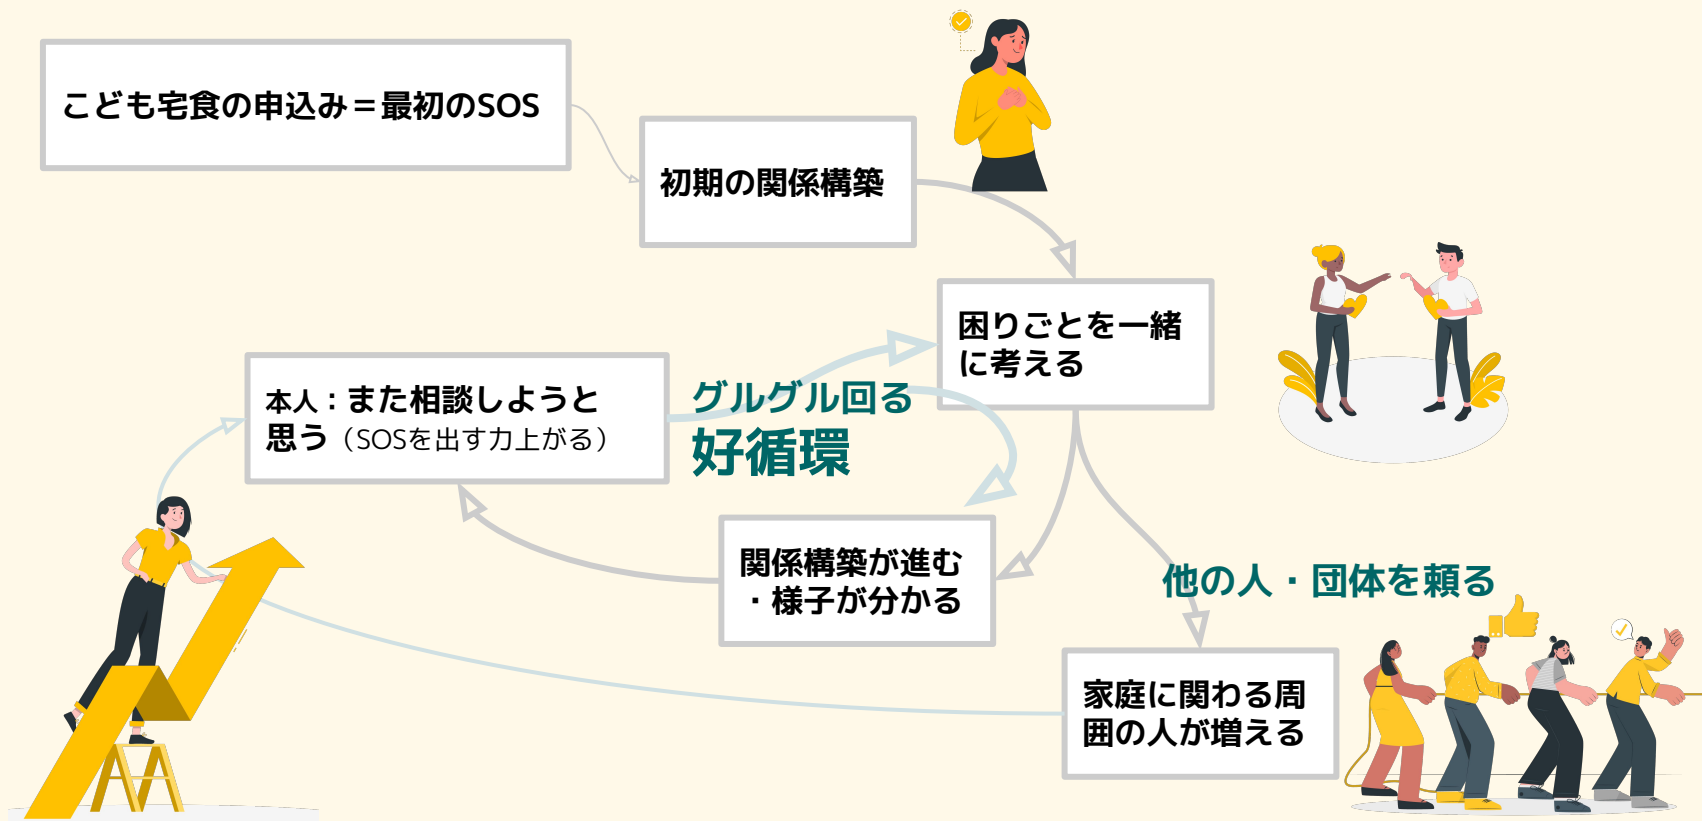 こども宅食の申込み＝最初のSOS
初期の関係構築
困りごとを一緒
に考える
本人：また相談しようと
思う（SOSを出す力上がる）
グルグル回る
好循環
関係構築が進む
・様子が分かる
他の人・団体を頼る
家庭に関わる周
囲の人が増える